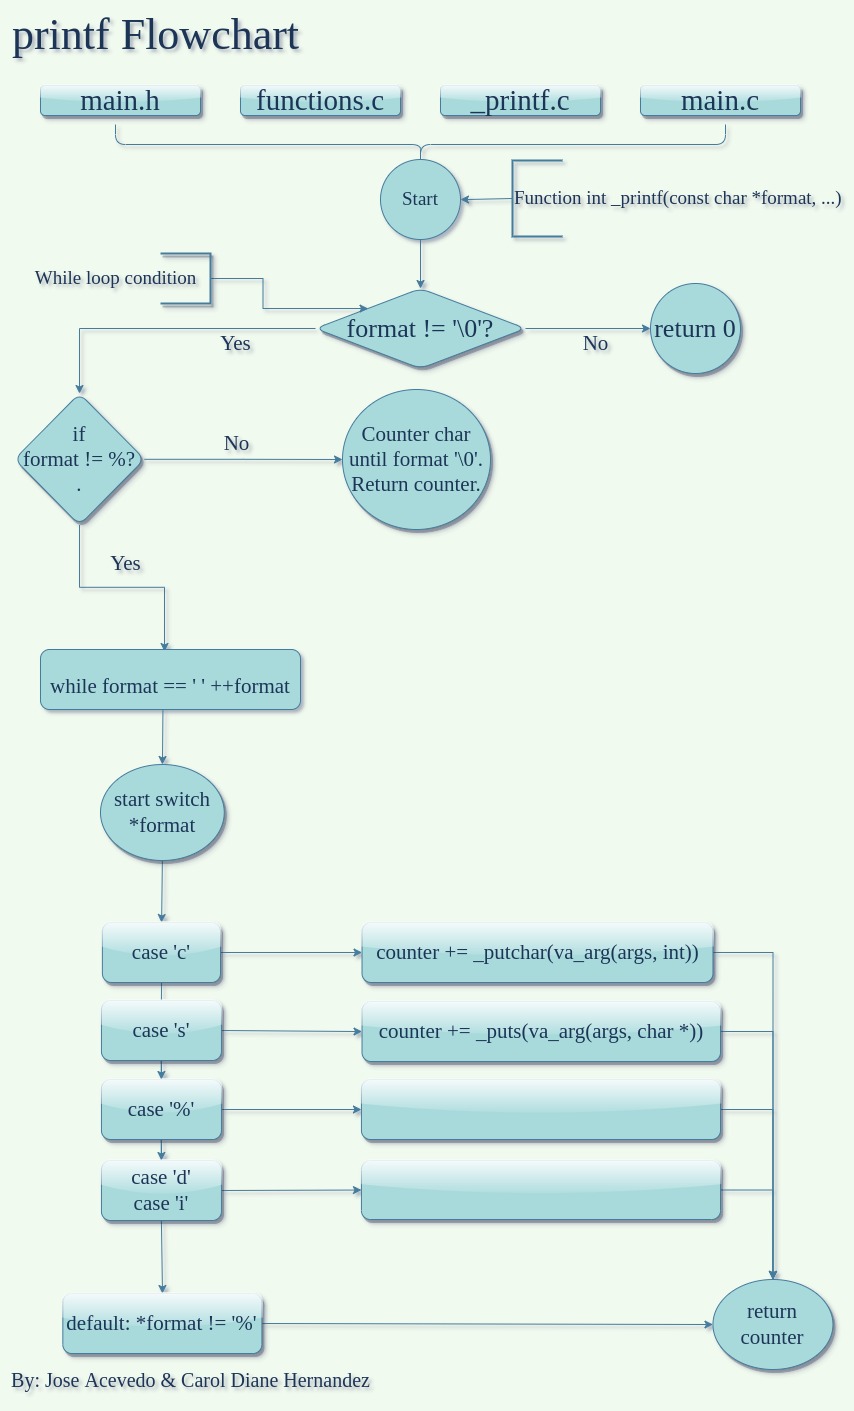 printf Flowchart
main.h
functions.c
_printf.c
main.c
Start
Function int _printf(const char *format, ...)
While loop condition
format != '\0'?
Yes
No
return 0
if
format != %?
.
No
Counter char
until format '\0'.
Return counter.
Yes
while format == ' ' ++format
start switch
*format
case 'c'
counter += _putchar(va_arg(args, int))
case 's'
counter += _puts(va_arg(args, char *))
case '%'
case 'd'
case 'i'
default: *format != '%'
return
counter
By: Jose Acevedo & Carol Diane Hernandez